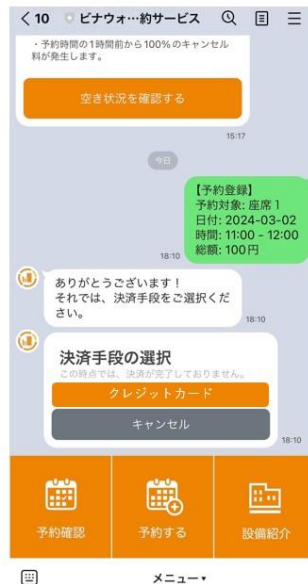 10 ビナウォ…約サービス
・予約時間の1時間前から100%のキャンセル
料が発生します。
空き状況を確認する
15:17
今日
【予約登録】
予約対象: 座席1
日付: 2024-03-02
時間: 11:00 - 12:00
総額: 100円
18:10
ありがとうございます！
それでは、決済手段をご選択くだ
さい。
18:10
決済手段の選択
この時点では、決済が完了しておりません。
クレジットカード
キャンセル
18:10
予約確認 予約する 設備紹介
メニュー▾